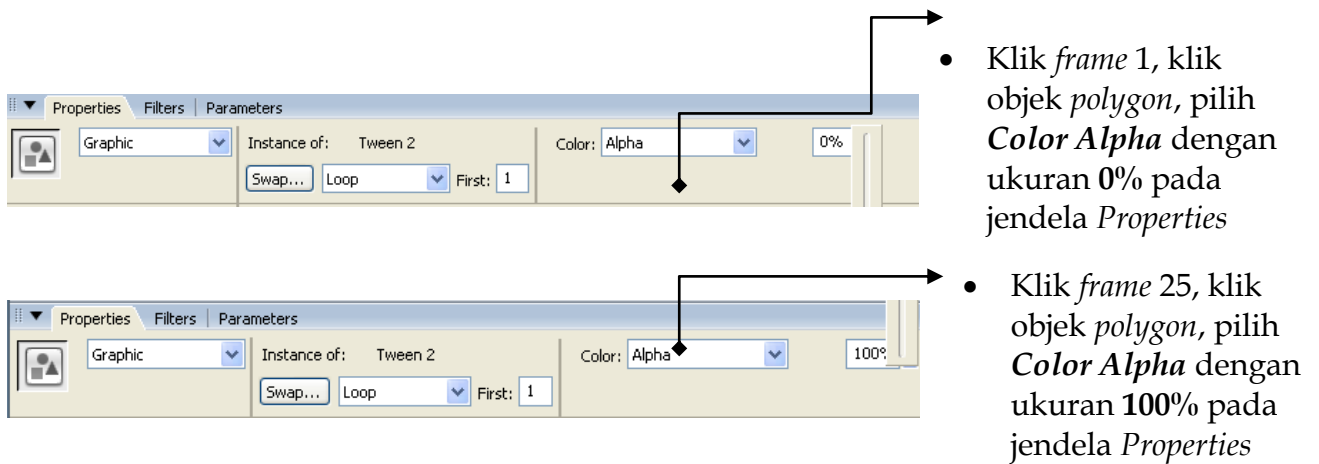 Properties Filters Parameters
Graphic Instance of: Tween 2 Color: Alpha 0%
Swap... Loop First: 1
• Klik frame 1, klik
objek polygon, pilih
Color Alpha dengan
ukuran 0% pada
jendela Properties
Properties Filters Parameters
Graphic Instance of: Tween 2 Color: Alpha 100%
Swap... Loop First: 1
• Klik frame 25, klik
objek polygon, pilih
Color Alpha dengan
ukuran 100% pada
jendela Properties